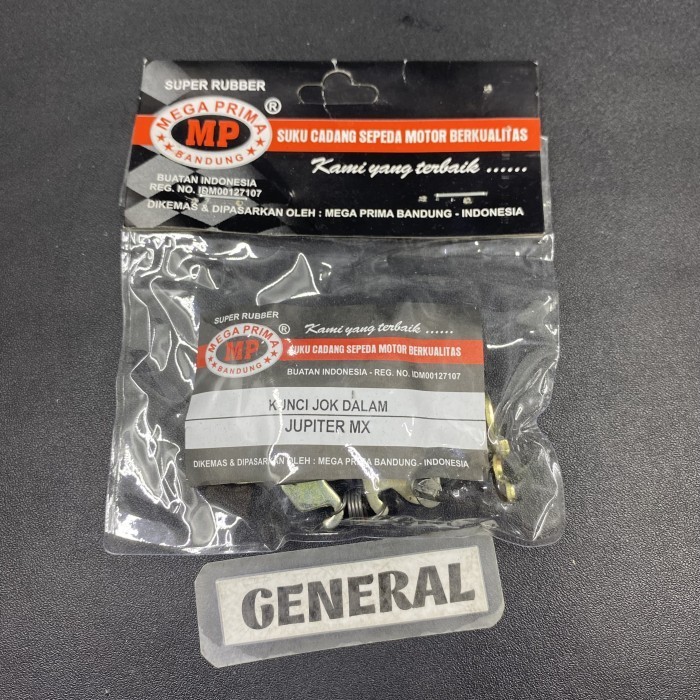 SUPER RUBBER
MEGA PRIMA ®
MP
BANDUNG
SUKU CADANG SEPEDA MOTOR BERKUALITAS
Kami yang terbaik ......
BUATAN INDONESIA
REG. NO. IDM00127107
DIKEMAS & DIPASARKAN OLEH : MEGA PRIMA BANDUNG - INDONESIA
SUPER RUBBER
MEGA PRIMA ®
MP
BANDUNG
Kami yang terbaik ......
SUKU CADANG SEPEDA MOTOR BERKUALITAS
BUATAN INDONESIA - REG. NO. IDM00127107
KUNCI JOK DALAM
JUPITER MX
DIKEMAS & DIPASARKAN OLEH : MEGA PRIMA BANDUNG - INDONESIA
GENERAL